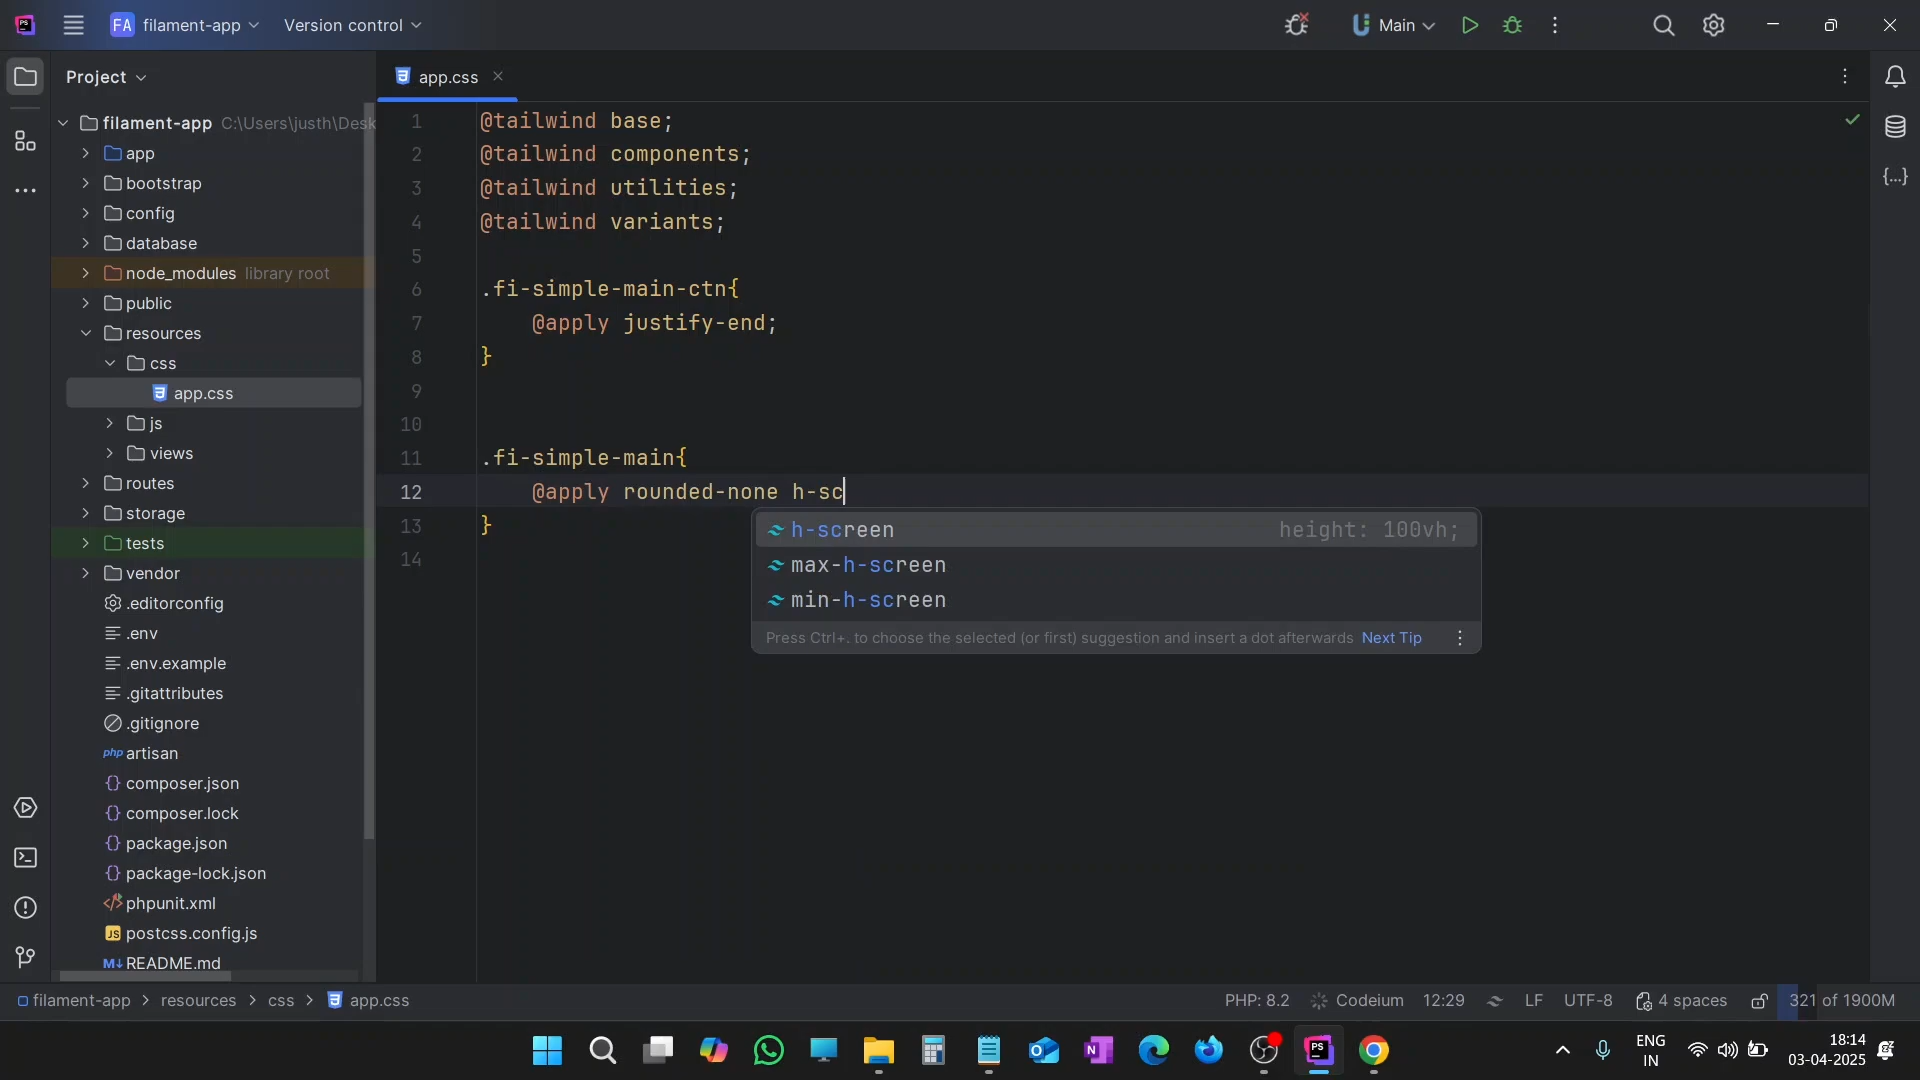 FA filament-app
Version control
Main
Project
app.css
filament-app C:\Users\justh\Desk
app
bootstrap
config
database
node_modules library root
public
resources
css
app.css
js
views
routes
storage
tests
vendor
.editorconfig
.env
.env.example
.gitattributes
.gitignore
php artisan
composer.json
composer.lock
package.json
package-lock.json
phpunit.xml
JS postcss.config.js
M↓ README.md
1 @tailwind base;
2 @tailwind components;
3 @tailwind utilities;
4 @tailwind variants;
5
6 .fi-simple-main-ctn{
7 @apply justify-end;
8 }
9
10
11 .fi-simple-main{
12 @apply rounded-none h-sc
13 }
14
h-screen height: 100vh;
max-h-screen
min-h-screen
Press Ctrl+. to choose the selected (or first) suggestion and insert a dot afterwards Next Tip
filament-app > resources > css > app.css
PHP: 8.2 Codeium 12:29 LF UTF-8 4 spaces 321 of 1900M
ENG
IN
18:14
03-04-2025